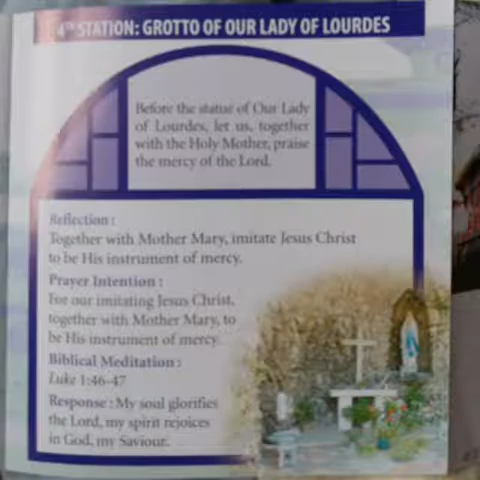 4TH STATION: GROTTO OF OUR LADY OF LOURDES
Before the statue of Our Lady
of Lourdes, let us, together
with the Holy Mother, praise
the mercy of the Lord.
Reflection :
Together with Mother Mary, imitate Jesus Christ
to be His instrument of mercy.
Prayer Intention :
For our imitating Jesus Christ,
together with Mother Mary, to
be His instrument of mercy.
Biblical Meditation :
Luke 1:46-47
Response : My soul glorifies
the Lord, my spirit rejoices
in God, my Saviour.